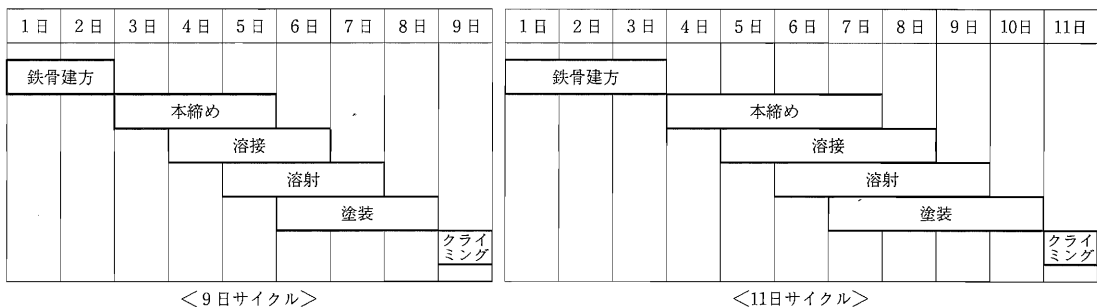 1日 2日 3日 4日 5日 6日 7日 8日 9日
鉄骨建方
本締め
溶接
溶射
塗装
クライ
ミング
<9日サイクル>
1日 2日 3日 4日 5日 6日 7日 8日 9日 10日 11日
鉄骨建方
本締め
溶接
溶射
塗装
クライ
ミング
<11日サイクル>